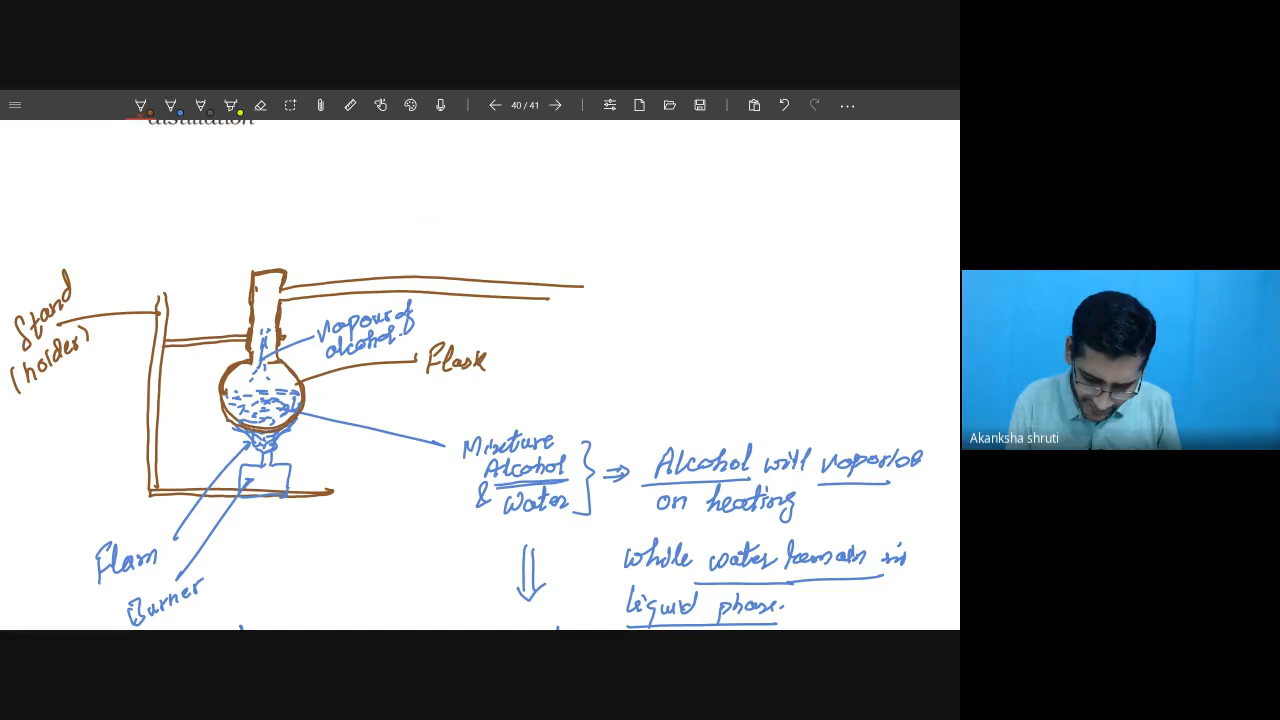 40 / 41
distillation
Stand
(holder)
Vapour of
alcohol.
Flask
Mixture
Alcohol
& Water
Alcohol will vaporise
on heating
While water remain in
liquid phase.
Flam
Burner
Akanksha shruti